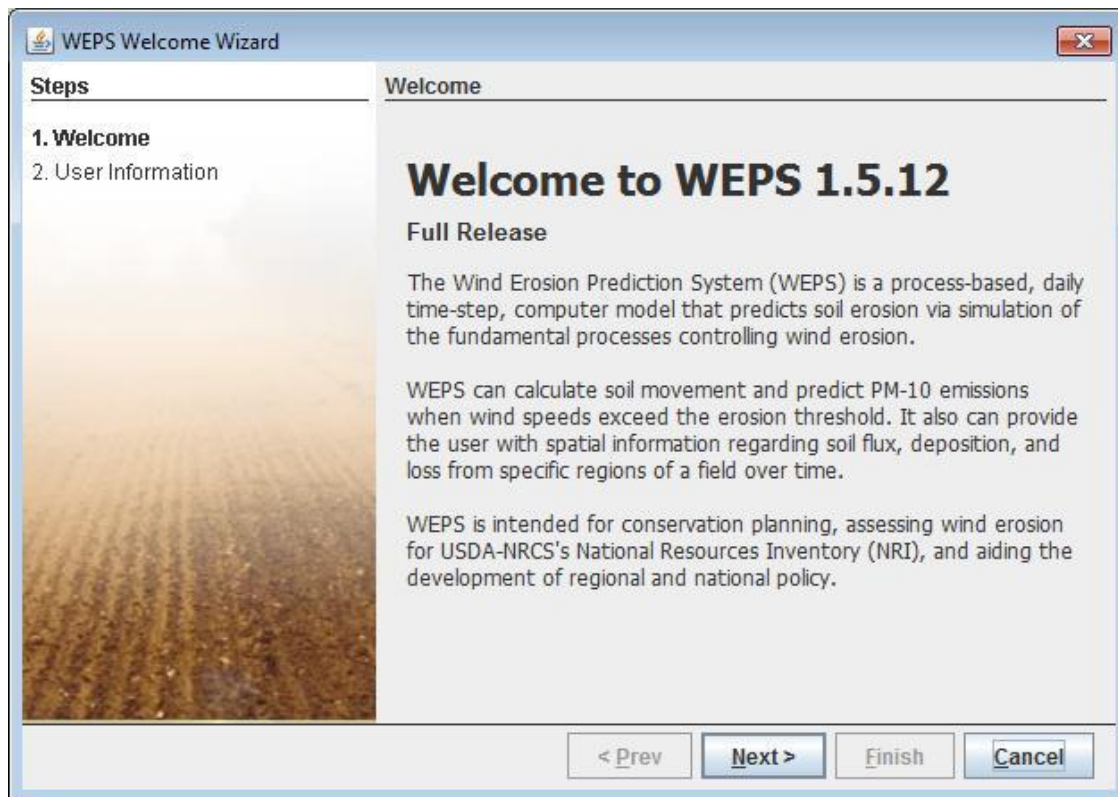 WEPS Welcome Wizard
Steps
1. Welcome
2. User Information
Welcome
Welcome to WEPS 1.5.12
Full Release
The Wind Erosion Prediction System (WEPS) is a process-based, daily
time-step, computer model that predicts soil erosion via simulation of
the fundamental processes controlling wind erosion.
WEPS can calculate soil movement and predict PM-10 emissions
when wind speeds exceed the erosion threshold. It also can provide
the user with spatial information regarding soil flux, deposition, and
loss from specific regions of a field over time.
WEPS is intended for conservation planning, assessing wind erosion
for USDA-NRCS's National Resources Inventory (NRI), and aiding the
development of regional and national policy.
< Prev
Next >
Finish
Cancel